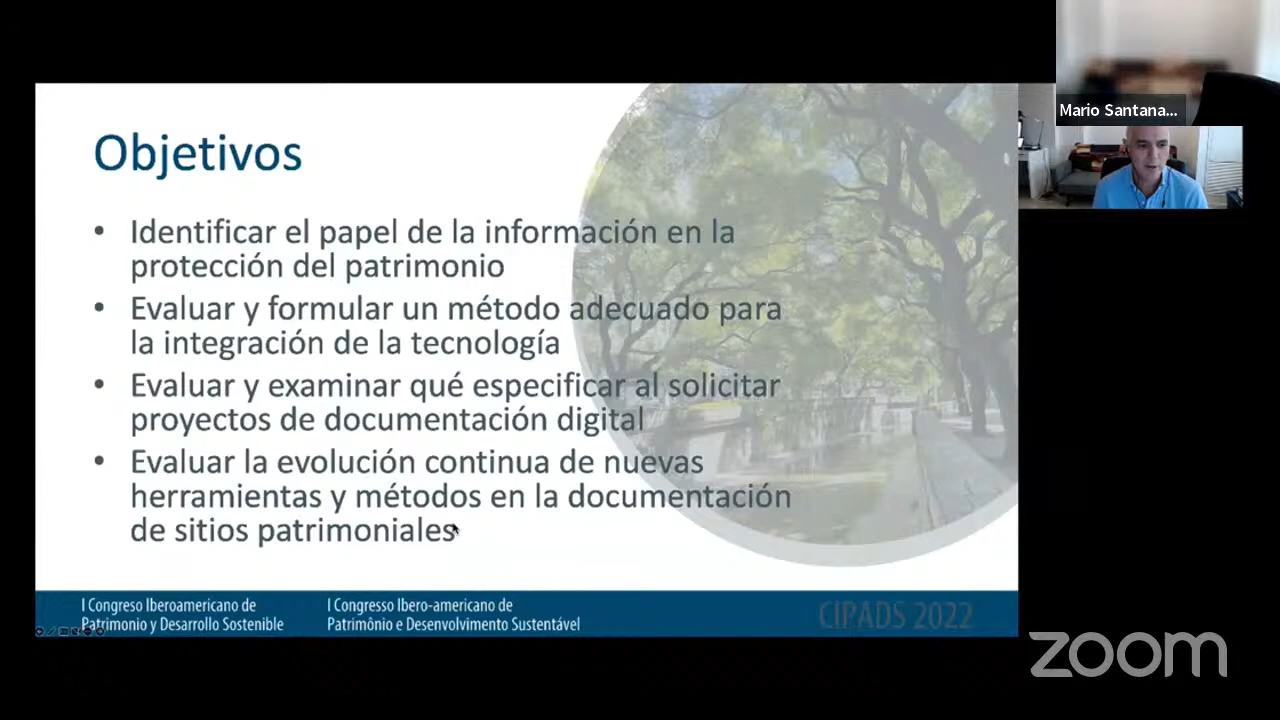 Mario Santana...
Objetivos
• Identificar el papel de la información en la
protección del patrimonio
• Evaluar y formular un método adecuado para
la integración de la tecnología
• Evaluar y examinar qué especificar al solicitar
proyectos de documentación digital
• Evaluar la evolución continua de nuevas
herramientas y métodos en la documentación
de sitios patrimoniales
I Congreso Iberoamericano de
Patrimonio y Desarrollo Sostenible
I Congresso Ibero-americano de
Patrimônio e Desenvolvimento Sustentável
CIPADS 2022
zoom